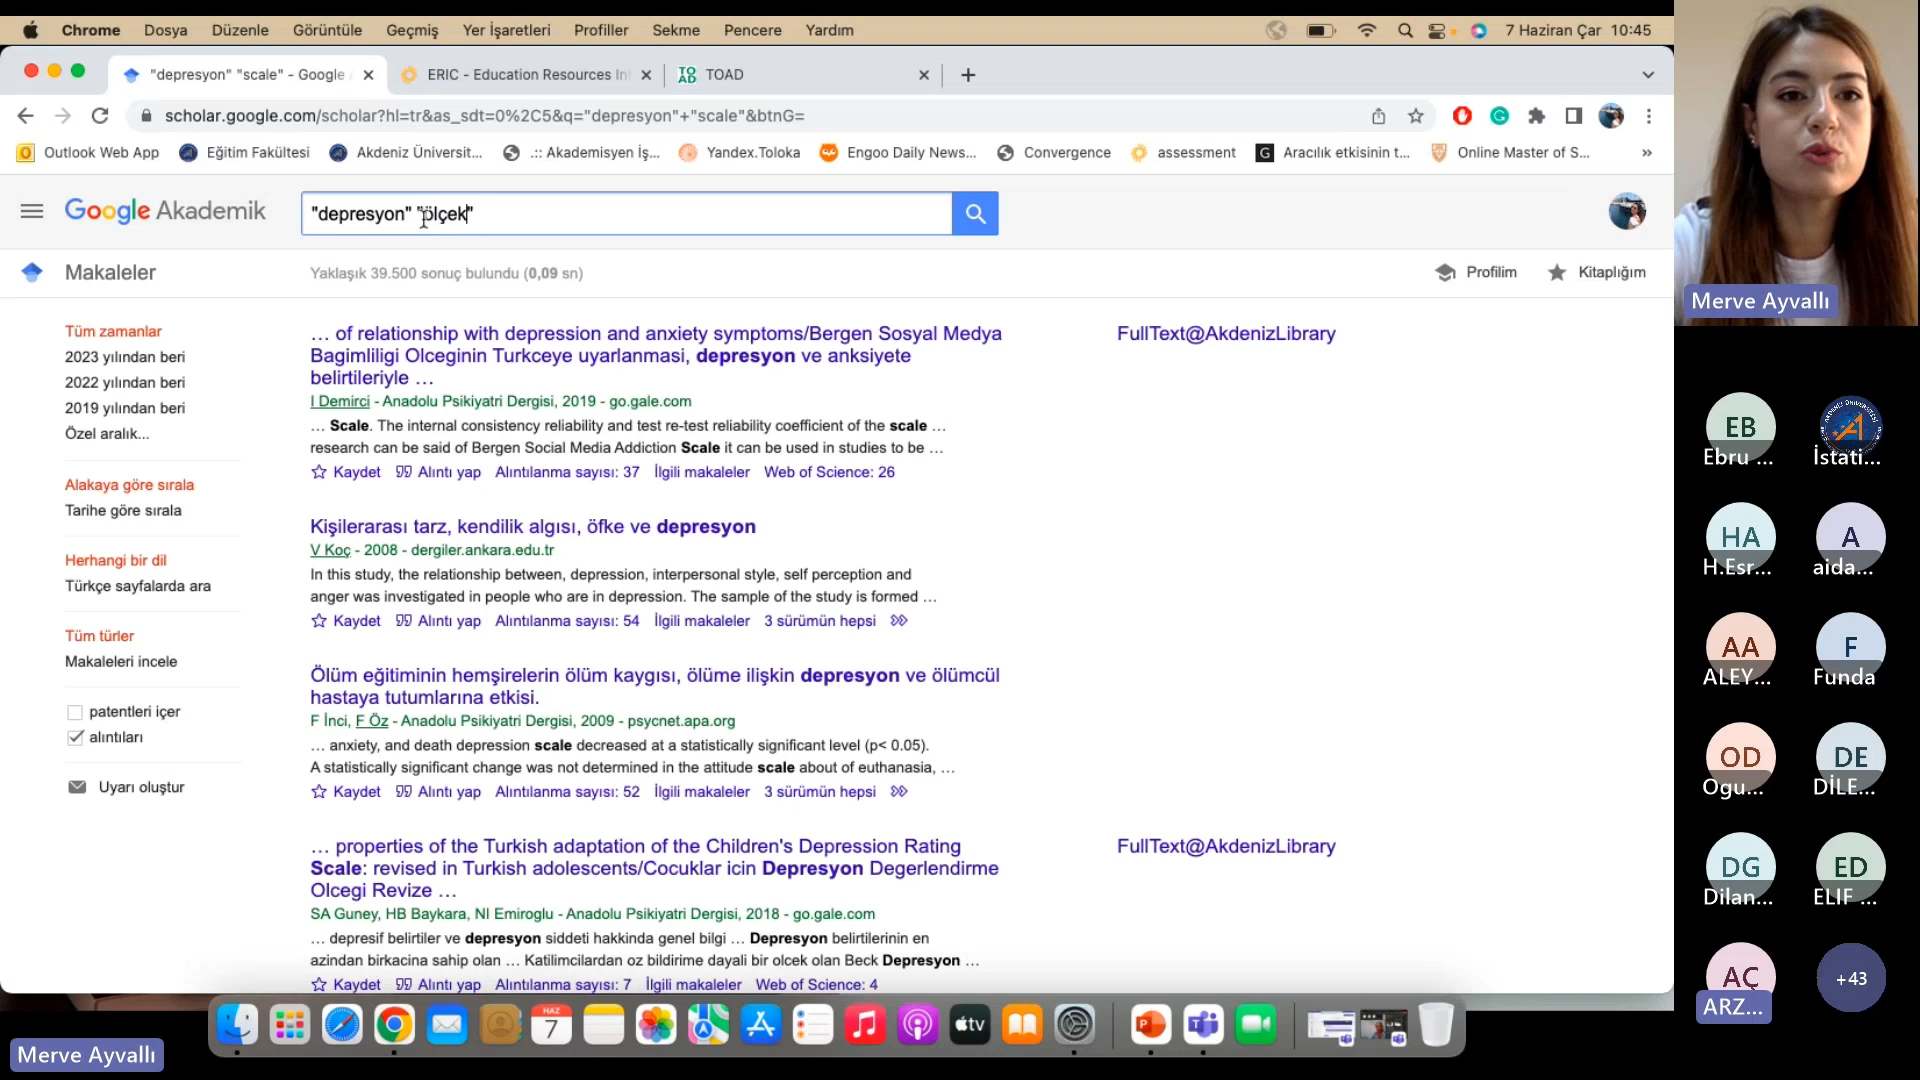 Chrome Dosya Düzenle Görüntüle Geçmiş Yer İşaretleri Profiller Sekme Pencere Yardım
7 Haziran Çar 10:45
"depresyon" "scale" - Google
ERIC - Education Resources In
TOAD
scholar.google.com/scholar?hl=tr&as_sdt=0%2C5&q="depresyon"+"scale"&btnG=
Outlook Web App
Eğitim Fakültesi
Akdeniz Üniversit...
.:: Akademisyen İş...
Yandex.Toloka
Engoo Daily News...
Convergence
assessment
Aracılık etkisinin t...
Online Master of S...
»
Google Akademik
"depresyon" "ölçek"
Makaleler
Yaklaşık 39.500 sonuç bulundu (0,09 sn)
Profilim
Kitaplığım
Tüm zamanlar
2023 yılından beri
2022 yılından beri
2019 yılından beri
Özel aralık...
Alakaya göre sırala
Tarihe göre sırala
Herhangi bir dil
Türkçe sayfalarda ara
Tüm türler
Makaleleri incele
patentleri içer
alıntıları
Uyarı oluştur
… of relationship with depression and anxiety symptoms/Bergen Sosyal Medya
Bagimliligi Olceginin Turkceye uyarlanmasi, depresyon ve anksiyete
belirtileriyle …
I Demirci - Anadolu Psikiyatri Dergisi, 2019 - go.gale.com
… Scale. The internal consistency reliability and test re-test reliability coefficient of the scale …
research can be said of Bergen Social Media Addiction Scale it can be used in studies to be …
Kaydet Alıntı yap Alıntılanma sayısı: 37 İlgili makaleler Web of Science: 26
FullText@AkdenizLibrary
Kişilerarası tarz, kendilik algısı, öfke ve depresyon
V Koç - 2008 - dergiler.ankara.edu.tr
In this study, the relationship between, depression, interpersonal style, self perception and
anger was investigated in people who are in depression. The sample of the study is formed …
Kaydet Alıntı yap Alıntılanma sayısı: 54 İlgili makaleler 3 sürümün hepsi
Ölüm eğitiminin hemşirelerin ölüm kaygısı, ölüme ilişkin depresyon ve ölümcül
hastaya tutumlarına etkisi.
F İnci, F Öz - Anadolu Psikiyatri Dergisi, 2009 - psycnet.apa.org
… anxiety, and death depression scale decreased at a statistically significant level (p< 0.05).
A statistically significant change was not determined in the attitude scale about of euthanasia, …
Kaydet Alıntı yap Alıntılanma sayısı: 52 İlgili makaleler 3 sürümün hepsi
… properties of the Turkish adaptation of the Children's Depression Rating
Scale: revised in Turkish adolescents/Cocuklar icin Depresyon Degerlendirme
Olcegi Revize …
SA Guney, HB Baykara, NI Emiroglu - Anadolu Psikiyatri Dergisi, 2018 - go.gale.com
… depresif belirtiler ve depresyon siddeti hakkinda genel bilgi … Depresyon belirtilerinin en
azindan birkacina sahip olan … Katilimcilardan oz bildirime dayali bir olcek olan Beck Depresyon …
Kaydet Alıntı yap Alıntılanma sayısı: 7 İlgili makaleler Web of Science: 4
FullText@AkdenizLibrary
HAZ
7
tv
Merve Ayvallı
Merve Ayvallı
EB
Ebru ...
İstati...
HA
H.Esr...
A
aida...
AA
ALEY...
F
Funda
OD
Ogu...
DE
DİLE...
DG
Dilan...
ED
ELIF ...
AÇ
ARZ...
+43